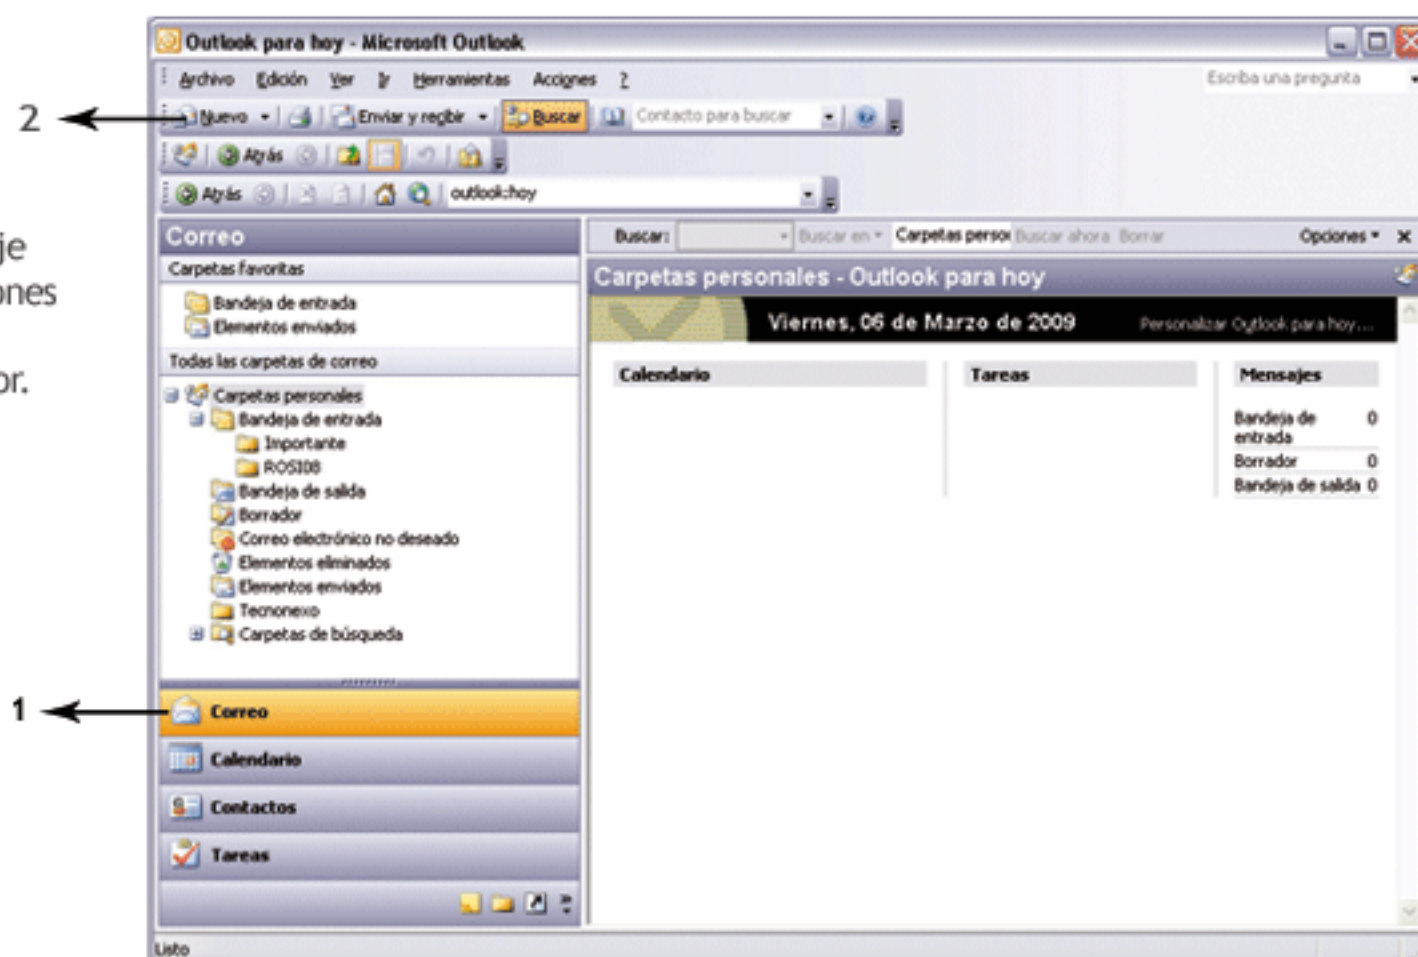 Outlook para hoy - Microsoft Outlook
Archivo Edición Ver Ir Herramientas Acciones ?
Escriba una pregunta
2
Nuevo Enviar y recibir Buscar Contacto para buscar
Atrás
Atrás outlook:hoy
je
ones
or.
Correo
Carpetas favoritas
Bandeja de entrada
Elementos enviados
Todas las carpetas de correo
Carpetas personales
Bandeja de entrada
Importante
ROSI08
Bandeja de salida
Borrador
Correo electrónico no deseado
Elementos eliminados
Elementos enviados
Tecnonexo
Carpetas de búsqueda
1
Correo
Calendario
Contactos
Tareas
Buscar: Buscar en Carpetas person Buscar ahora Borrar Opciones
Carpetas personales - Outlook para hoy
Viernes, 06 de Marzo de 2009
Personalizar Outlook para hoy...
Calendario
Tareas
Mensajes
Bandeja de 0
entrada
Borrador 0
Bandeja de salida 0
Listo